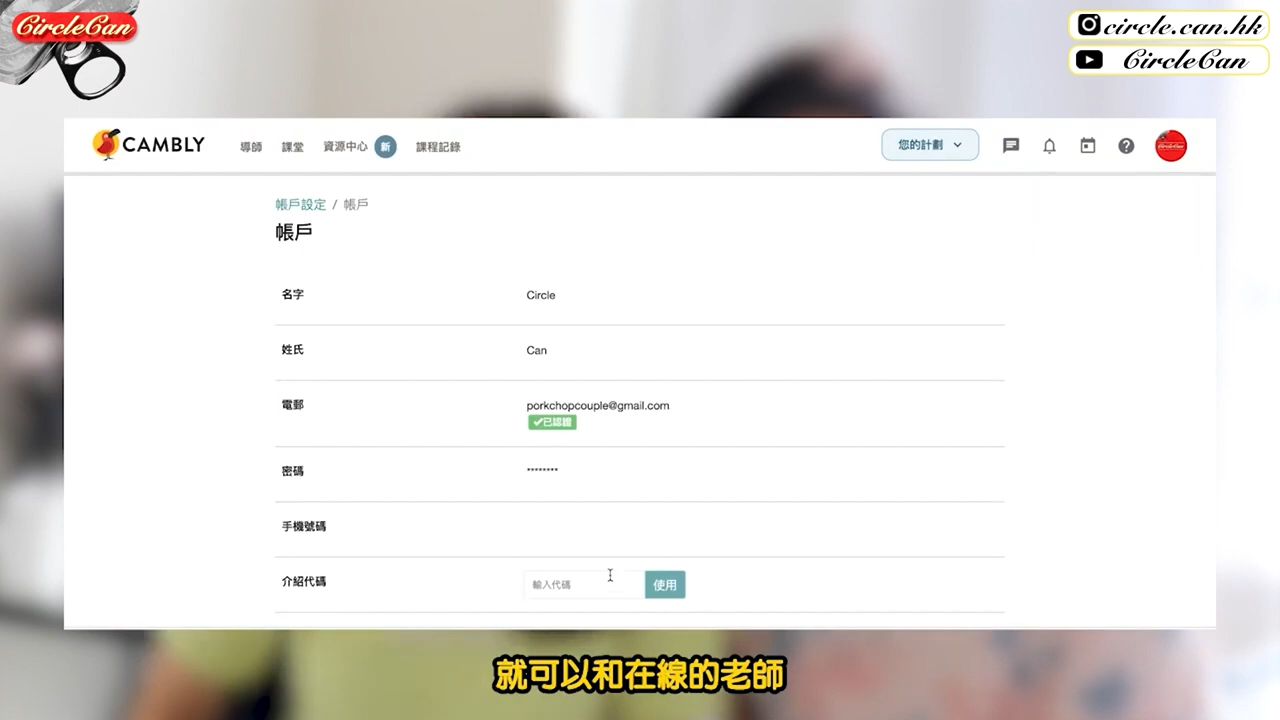 CircleCan
circle.can.hk
CircleCan
CAMBLY 導師 課堂 資源中心 新 課程記錄 您的計劃
帳戶設定 / 帳戶
帳戶
名字 Circle
姓氏 Can
電郵 porkchopcouple@gmail.com
已認證
密碼 ********
手機號碼
介紹代碼 輸入代碼 使用
就可以和在線的老師